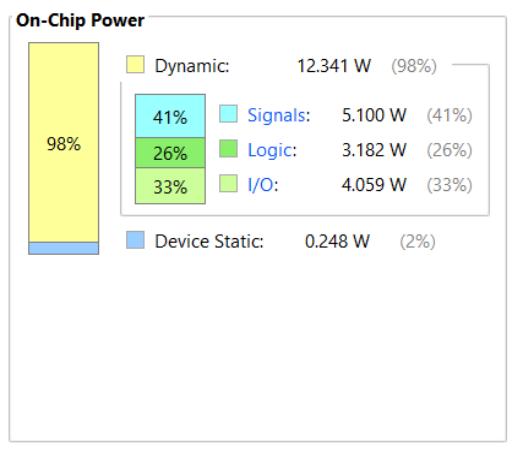 On-Chip Power
98%
Dynamic: 12.341 W (98%)
41% Signals: 5.100 W (41%)
26% Logic: 3.182 W (26%)
33% I/O: 4.059 W (33%)
Device Static: 0.248 W (2%)